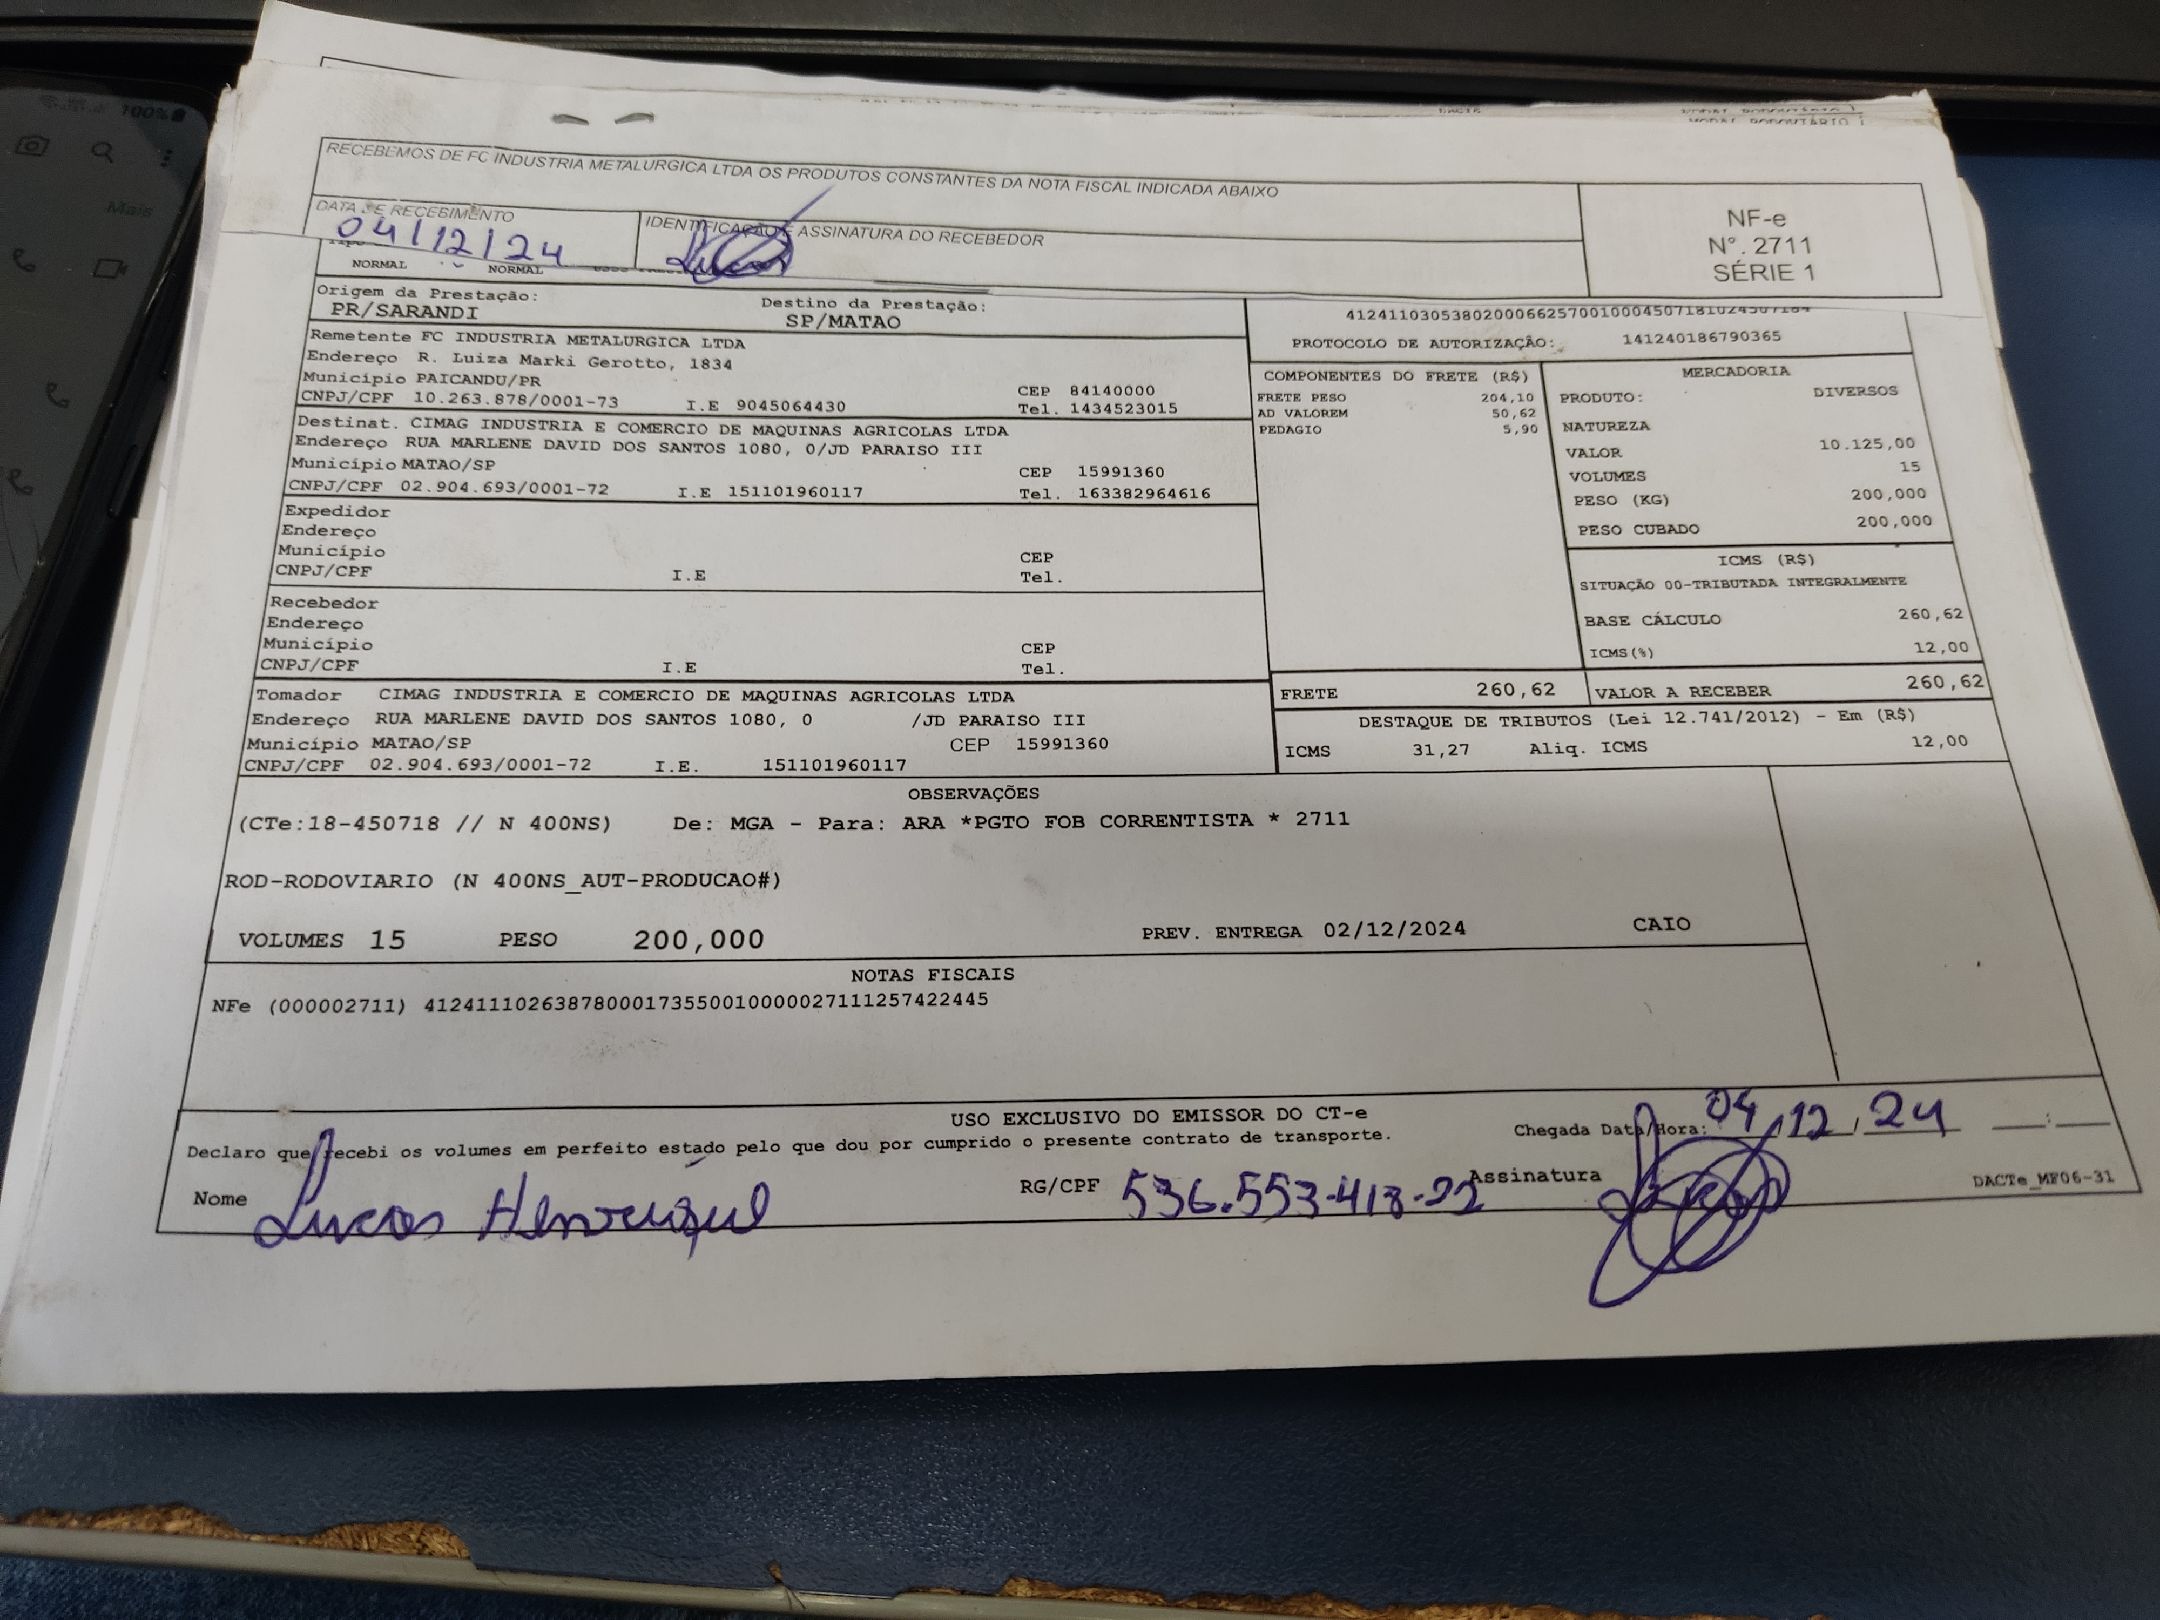 100%
Mais
DACTE
RECEBEMOS DE FC INDUSTRIA METALURGICA LTDA OS PRODUTOS CONSTANTES DA NOTA FISCAL INDICADA ABAIXO
DATA DE RECEBIMENTO
04/12/24
IDENTIFICAÇÃO E ASSINATURA DO RECEBEDOR
Lucas
NF-e
N°. 2711
SÉRIE 1
NORMAL NORMAL
Origem da Prestação: Destino da Prestação:
PR/SARANDI SP/MATAO
PROTOCOLO DE AUTORIZAÇÃO: 141240186790365
Remetente FC INDUSTRIA METALURGICA LTDA
Endereço R. Luiza Marki Gerotto, 1834
Município PAICANDU/PR CEP 84140000
CNPJ/CPF 10.263.878/0001-73 I.E 9045064430 Tel. 1434523015
Destinat. CIMAG INDUSTRIA E COMERCIO DE MAQUINAS AGRICOLAS LTDA
Endereço RUA MARLENE DAVID DOS SANTOS 1080, 0/JD PARAISO III
Município MATAO/SP CEP 15991360
CNPJ/CPF 02.904.693/0001-72 I.E 151101960117 Tel. 163382964616
Expedidor
Endereço
Município CEP
CNPJ/CPF I.E Tel.
Recebedor
Endereço
Município CEP
CNPJ/CPF I.E Tel.
Tomador CIMAG INDUSTRIA E COMERCIO DE MAQUINAS AGRICOLAS LTDA
Endereço RUA MARLENE DAVID DOS SANTOS 1080, 0 /JD PARAISO III
Município MATAO/SP CEP 15991360
CNPJ/CPF 02.904.693/0001-72 I.E. 151101960117
COMPONENTES DO FRETE (R$)
FRETE PESO 204,10
AD VALOREM 50,62
PEDAGIO 5,90
MERCADORIA
PRODUTO: DIVERSOS
NATUREZA
VALOR 10.125,00
VOLUMES 15
PESO (KG) 200,000
PESO CUBADO 200,000
ICMS (R$)
SITUAÇÃO 00-TRIBUTADA INTEGRALMENTE
BASE CÁLCULO 260,62
ICMS(%) 12,00
FRETE 260,62 VALOR A RECEBER 260,62
DESTAQUE DE TRIBUTOS (Lei 12.741/2012) - Em (R$)
ICMS 31,27 Aliq. ICMS 12,00
OBSERVAÇÕES
(CTe:18-450718 // N 400NS) De: MGA - Para: ARA *PGTO FOB CORRENTISTA * 2711
ROD-RODOVIARIO (N 400NS_AUT-PRODUCAO#)
VOLUMES 15 PESO 200,000 PREV. ENTREGA 02/12/2024 CAIO
NOTAS FISCAIS
NFe (000002711) 41241110263878000173550010000027111257422445
USO EXCLUSIVO DO EMISSOR DO CT-e
Declaro que recebi os volumes em perfeito estado pelo que dou por cumprido o presente contrato de transporte.
Chegada Data/Hora: 04/12/24 __:__
Nome Lucas Henrique RG/CPF 536.553-418-22 Assinatura Lucas
DACTe_MF06-31